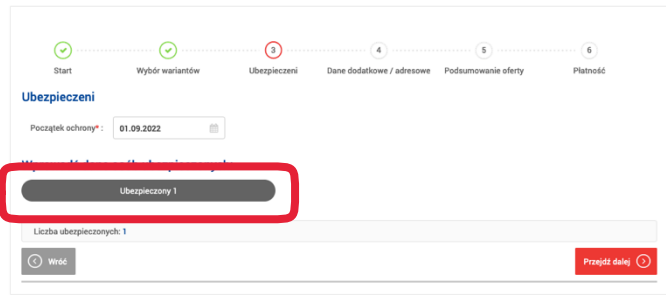 3 4 5 6
Start Wybór wariantów Ubezpieczeni Dane dodatkowe / adresowe Podsumowanie oferty Płatność
Ubezpieczeni
Początek ochrony* : 01.09.2022
Ubezpieczony 1
Liczba ubezpieczonych: 1
Wróć Przejdź dalej